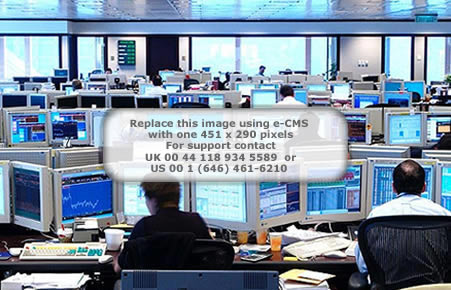 Replace this image using e-CMS
with one 451 x 290 pixels
For support contact
UK 00 44 118 934 5589 or
US 00 1 (646) 461-6210